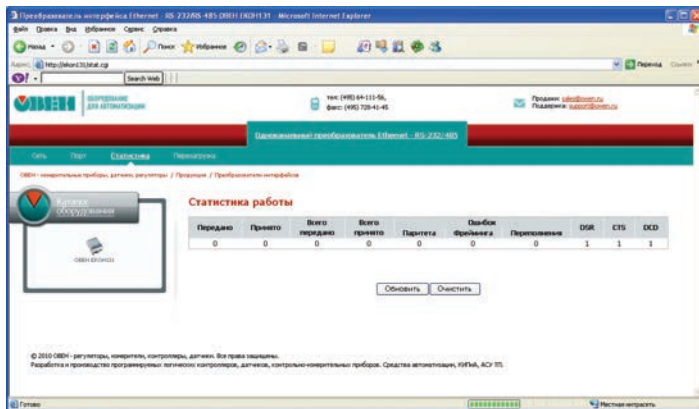 Преобразователь интерфейса Ethernet - RS-232/RS-485 ОВЕН ЕКОН131 - Microsoft Internet Explorer
Файл Правка Вид Избранное Сервис Справка
Назад Поиск Избранное
Адрес: http://ekon131/stat.cgi Переход Ссылки
Search Web
ОВЕН ОБОРУДОВАНИЕ ДЛЯ АВТОМАТИЗАЦИИ
тел: (495) 64-111-56,
факс: (495) 728-41-45
Продажи: sales@owen.ru
Поддержка: support@owen.ru
Одноканальный преобразователь Ethernet - RS-232/485
Сеть Порт Статистика Перезагрузка
ОВЕН - измерительные приборы, датчики, регуляторы / Продукция / Преобразователи интерфейсов
Каталог оборудования
ОВЕН ЕКОН131
Статистика работы
Передано Принято Всего передано Всего принято Паритета Ошибок Фрейминга Переполнения DSR CTS DCD
0 0 0 0 0 0 0 1 1 1
Обновить Очистить
© 2010 ОВЕН - регуляторы, измерители, контроллеры, датчики. Все права защищены.
Разработка и производство программируемых логических контроллеров, датчиков, контрольно-измерительных приборов. Средства автоматизации, КИПиА, АСУ ТП.
Готово Местная интрасеть